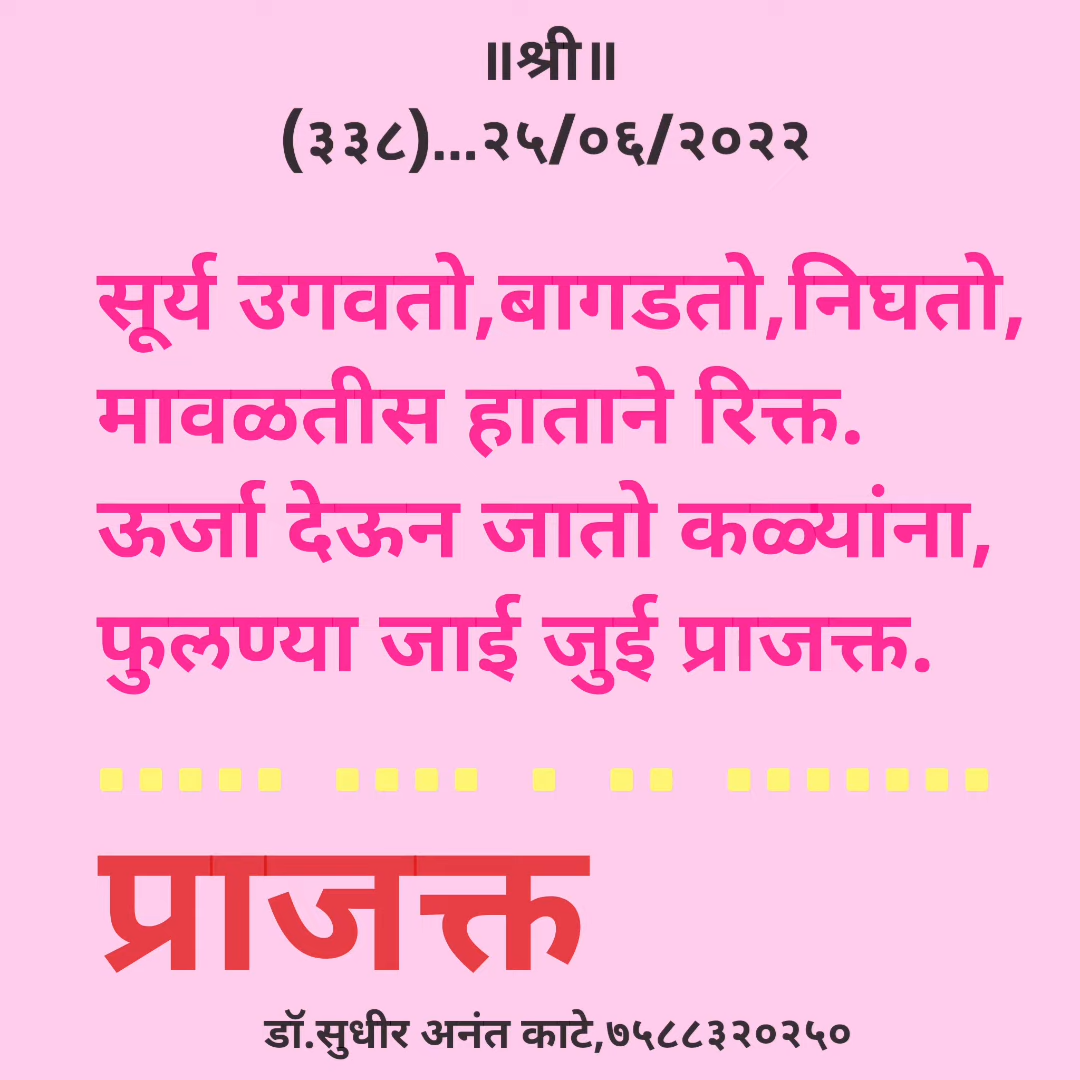 ॥श्री॥
(३३८)...२५/०६/२०२२
सूर्य उगवतो,बागडतो,निघतो,
मावळतीस हाताने रिक्त.
ऊर्जा देऊन जातो कळ्यांना,
फुलण्या जाई जुई प्राजक्त.
प्राजक्त
डॉ.सुधीर अनंत काटे,७५८८३२०२५०